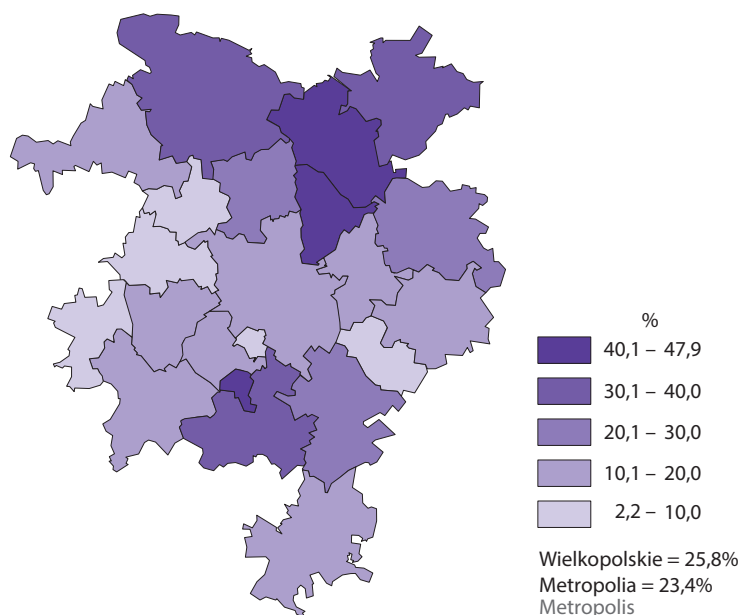 %
40,1 – 47,9
30,1 – 40,0
20,1 – 30,0
10,1 – 20,0
2,2 – 10,0
Wielkopolskie = 25,8%
Metropolia = 23,4%
Metropolis